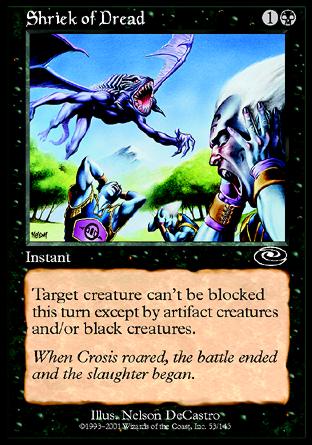 Shriek of Dread 1
Instant
Target creature can't be blocked
this turn except by artifact creatures
and/or black creatures.
When Crosis roared, the battle ended
and the slaughter began.
Illus. Nelson DeCastro
©1993–2001 Wizards of the Coast, Inc. 53/143